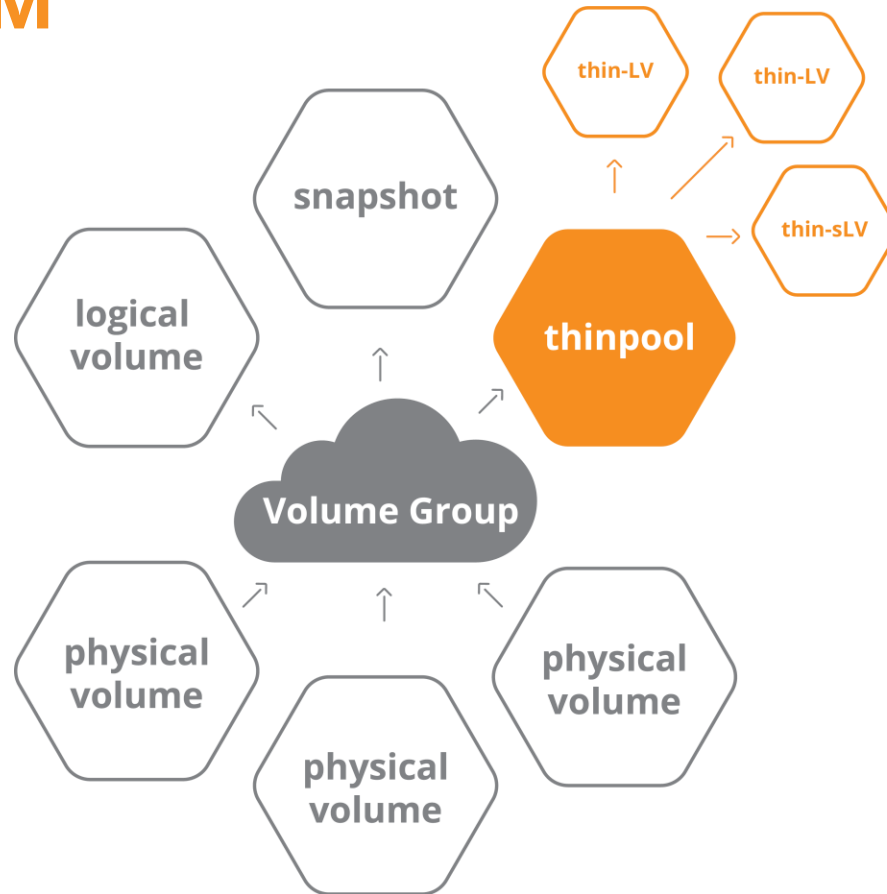 M
thin-LV
thin-LV
snapshot
thin-sLV
logical
volume
thinpool
Volume Group
physical
volume
physical
volume
physical
volume